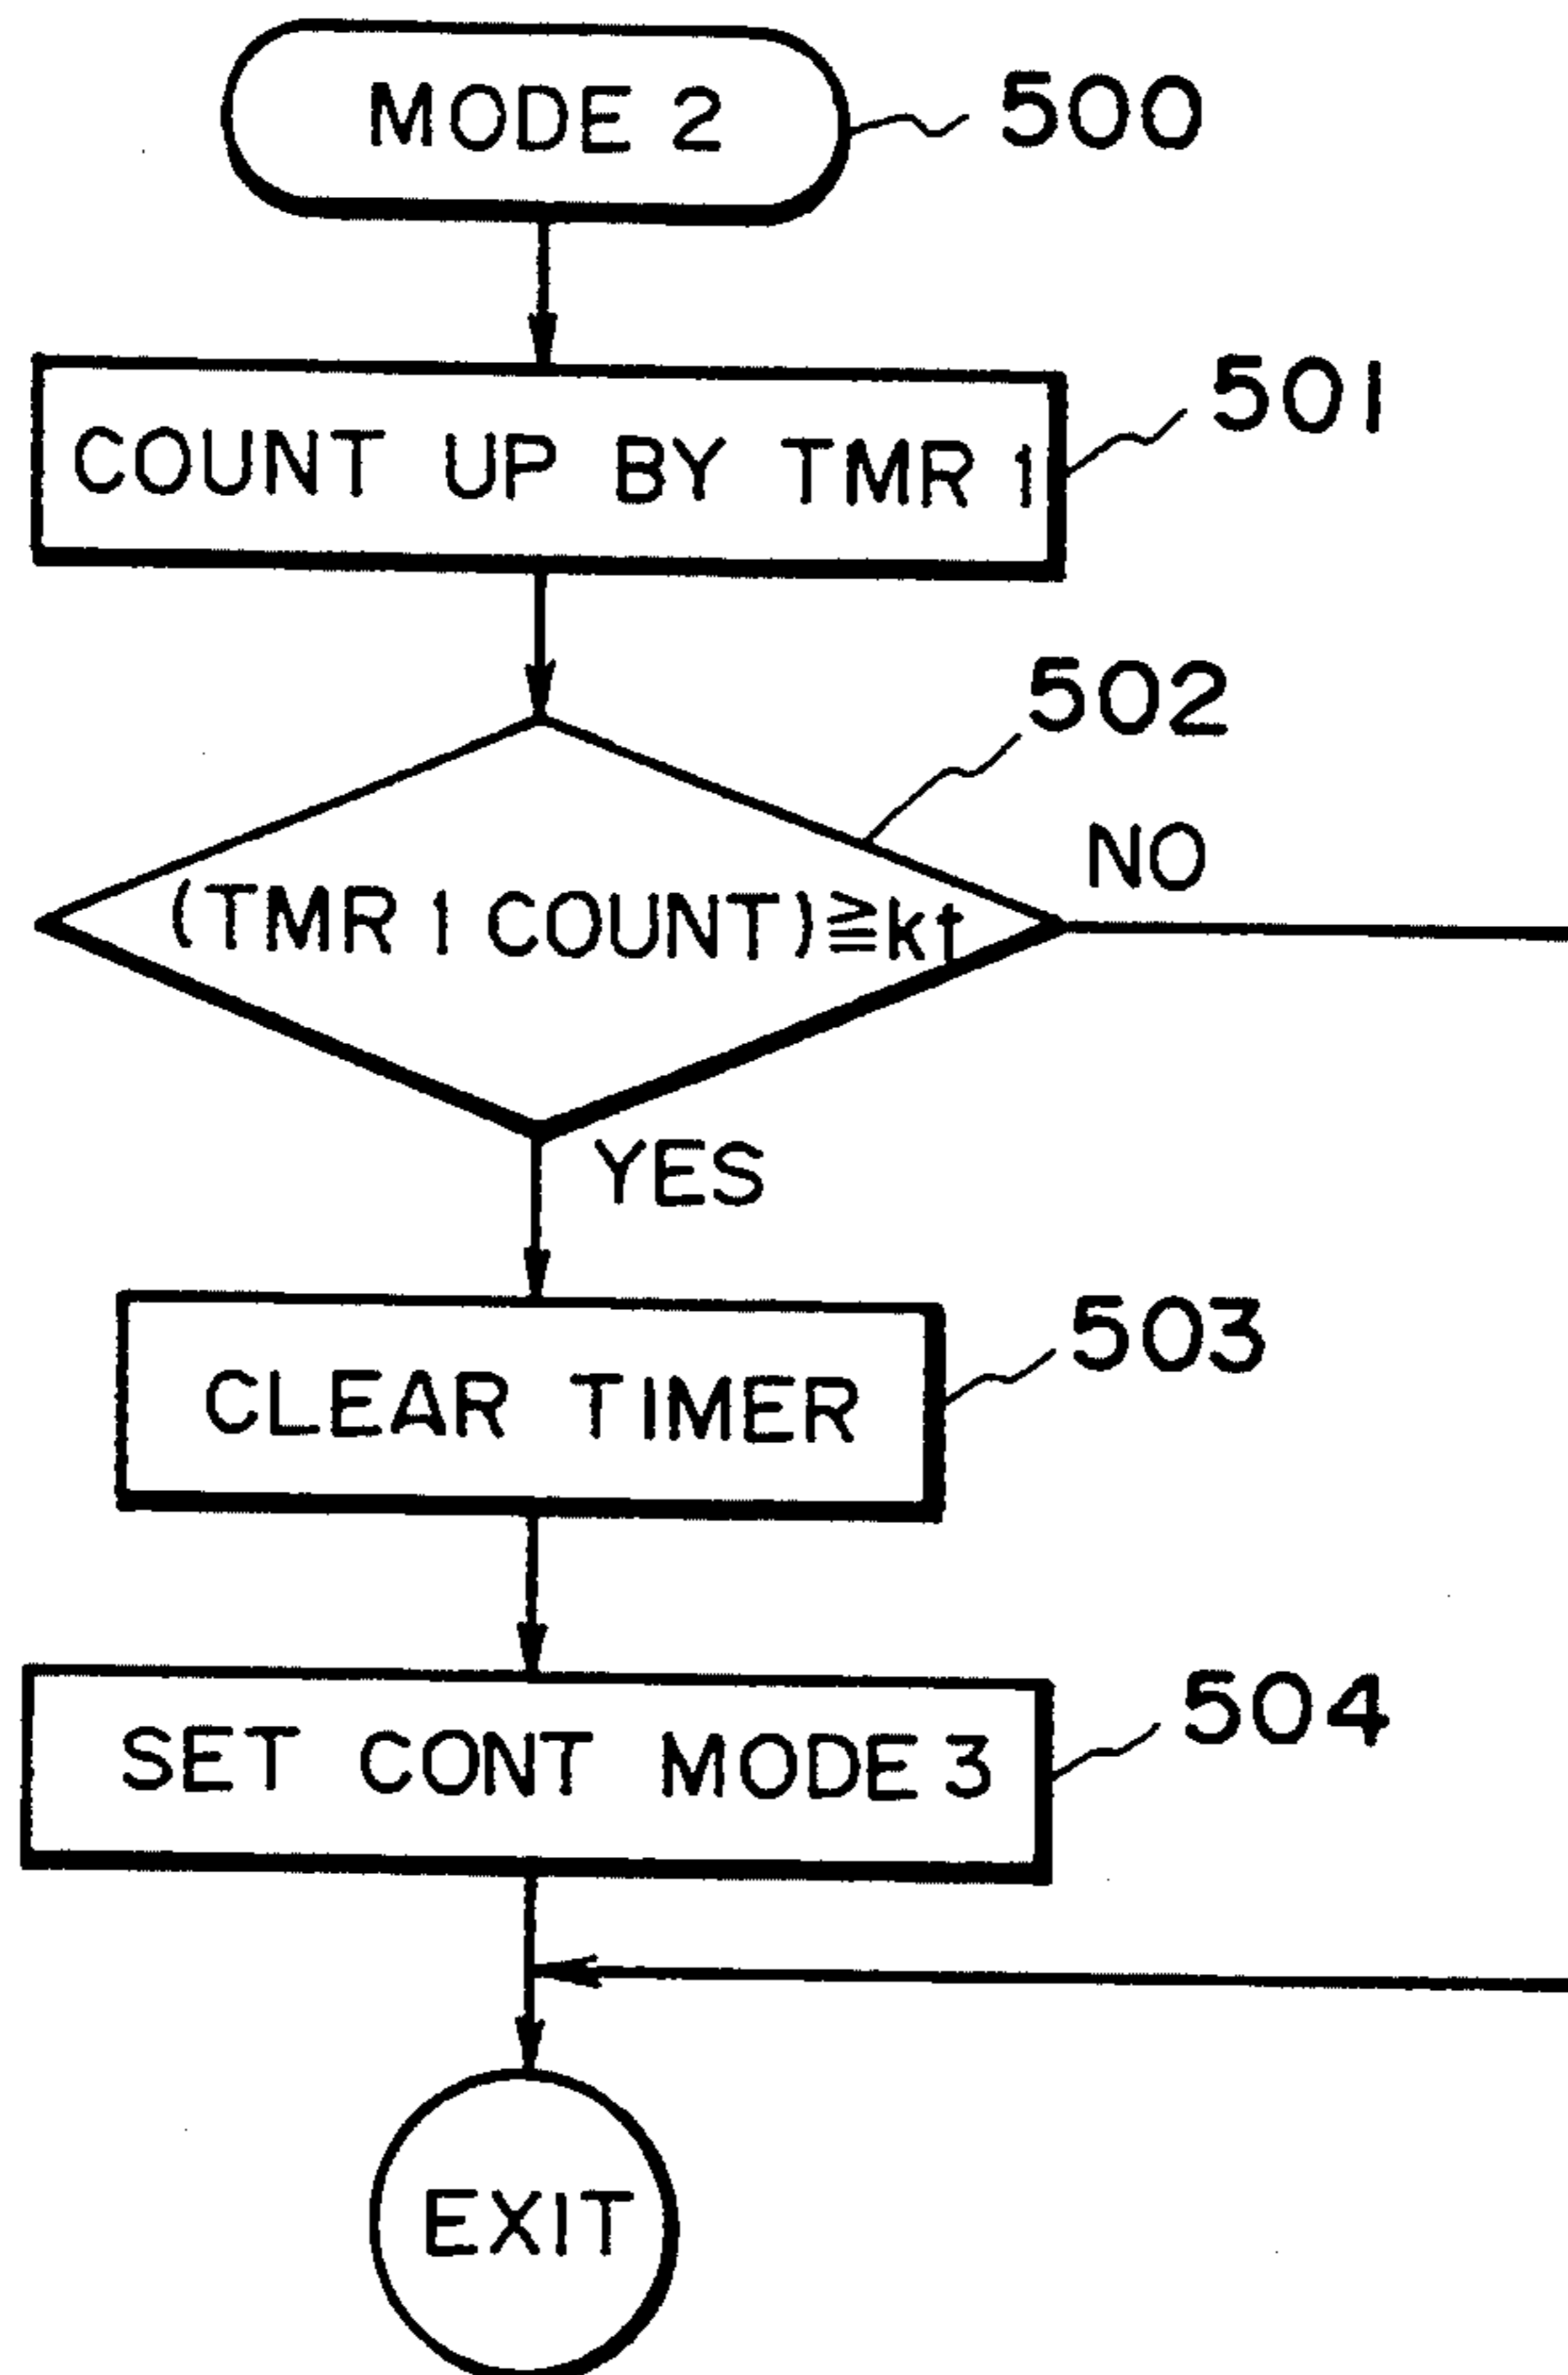 MODE 2
500
COUNT UP BY TMR 1
501
502
(TMR 1 COUNT)≧kt
NO
YES
CLEAR TIMER
503
SET CONT MODE 3
504
EXIT